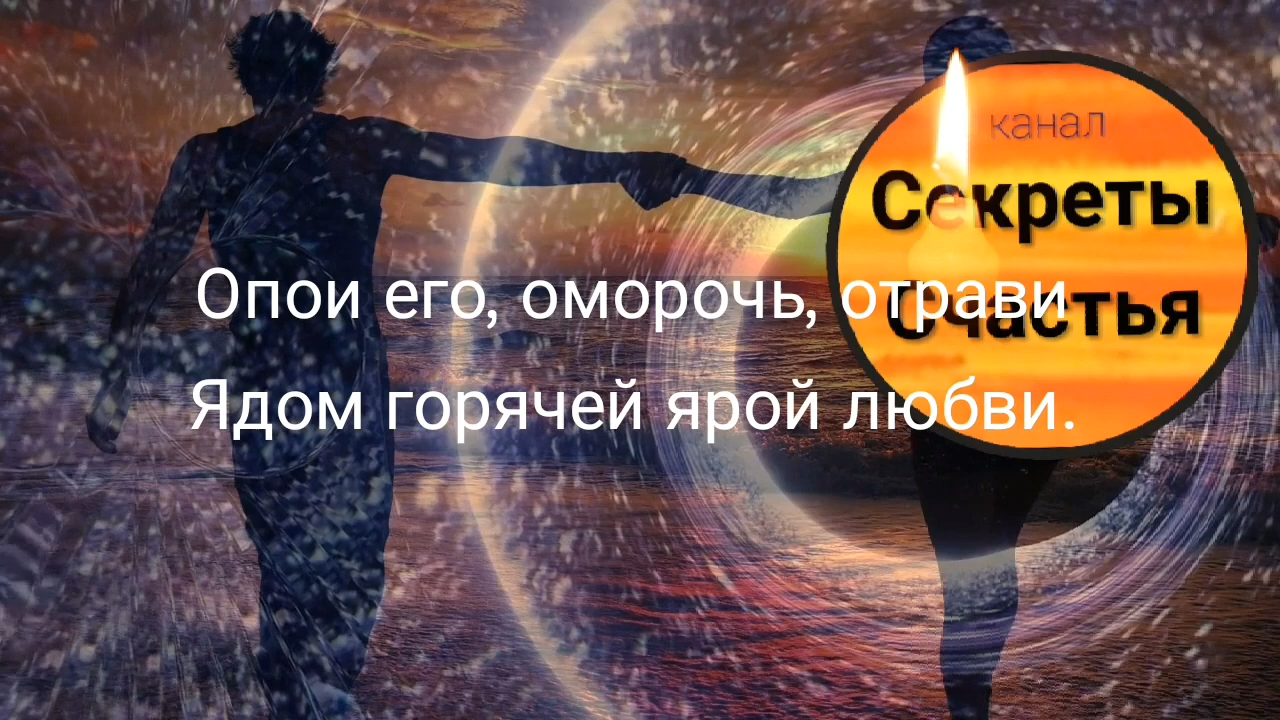 канал
Секреты
Счастья
Опои его, оморочь, отрави
Ядом горячей ярой любви.